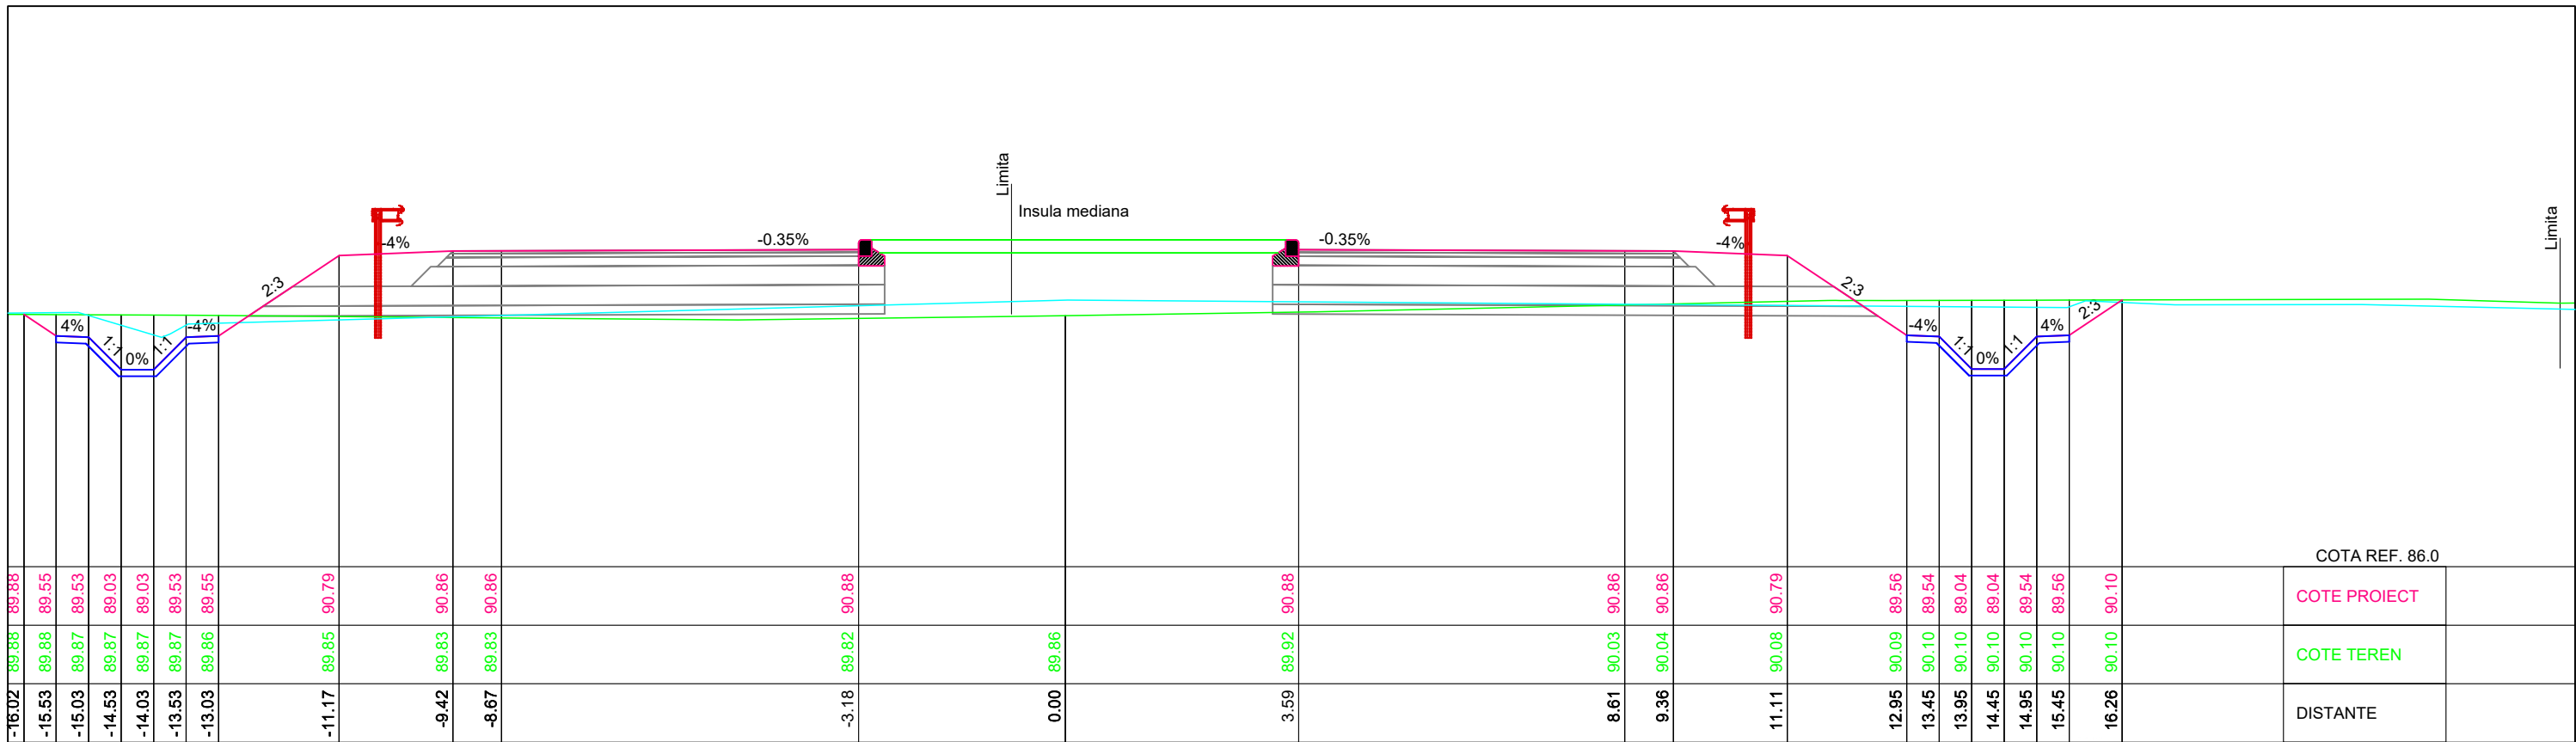 Limita
Insula mediana
Limita
-4%
-0.35%
-0.35%
-4%
2:3
2:3
4%
-4%
1:1
0%
1:1
-4%
4%
2:3
1:1
0%
1:1
COTA REF. 86.0
89.88 89.55 89.53 89.03 89.03 89.53 89.55 90.79 90.86 90.86 90.88 90.88 90.86 90.86 90.79 89.56 89.54 89.04 89.04 89.54 89.56 90.10 COTE PROIECT
89.88 89.88 89.87 89.87 89.87 89.87 89.86 89.85 89.83 89.83 89.82 89.86 89.92 90.03 90.04 90.08 90.09 90.10 90.10 90.10 90.10 90.10 90.10 COTE TEREN
-16.02 -15.53 -15.03 -14.53 -14.03 -13.53 -13.03 -11.17 -9.42 -8.67 -3.18 0.00 3.59 8.61 9.36 11.11 12.95 13.45 13.95 14.45 14.95 15.45 16.26 DISTANTE